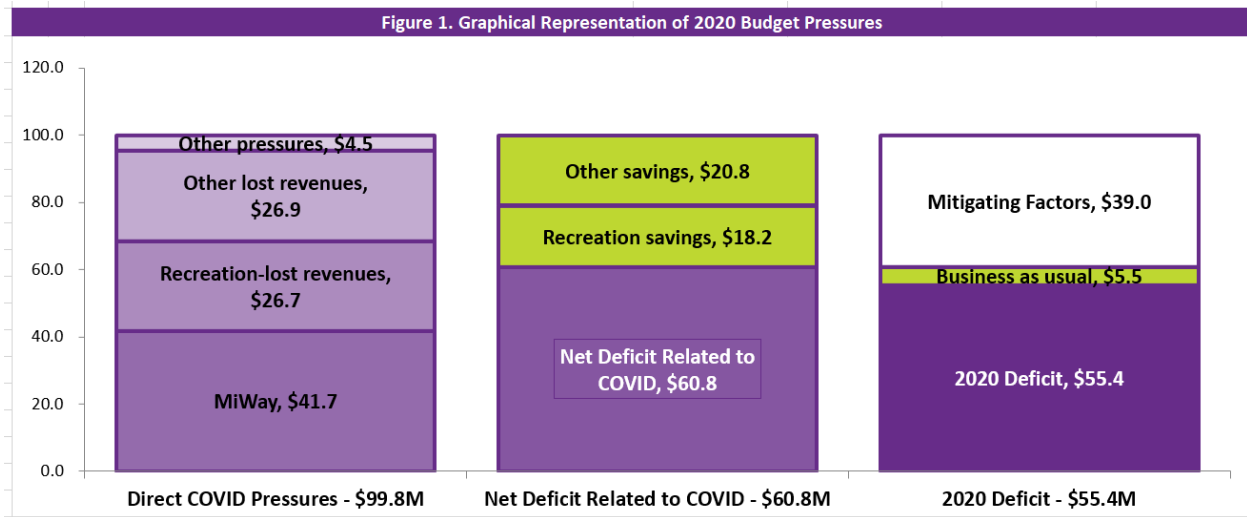 Figure 1. Graphical Representation of 2020 Budget Pressures
120.0
100.0
80.0
60.0
40.0
20.0
0.0
Other pressures, $4.5
Other lost revenues,
$26.9
Recreation-lost revenues,
$26.7
MiWay, $41.7
Other savings, $20.8
Recreation savings, $18.2
Net Deficit Related to
COVID, $60.8
Mitigating Factors, $39.0
Business as usual, $5.5
2020 Deficit, $55.4
Direct COVID Pressures - $99.8M
Net Deficit Related to COVID - $60.8M
2020 Deficit - $55.4M